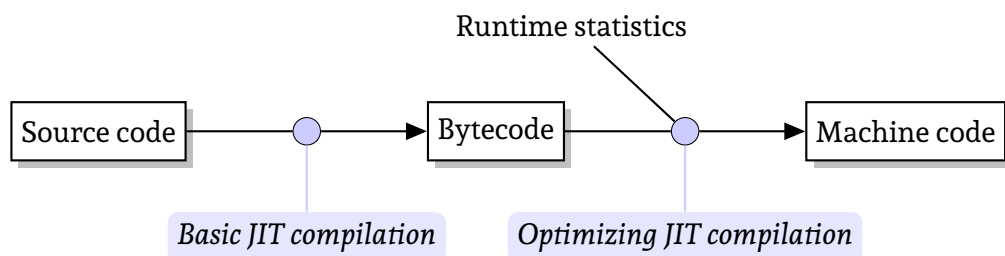 Runtime statistics
Source code
Bytecode
Machine code
Basic JIT compilation
Optimizing JIT compilation